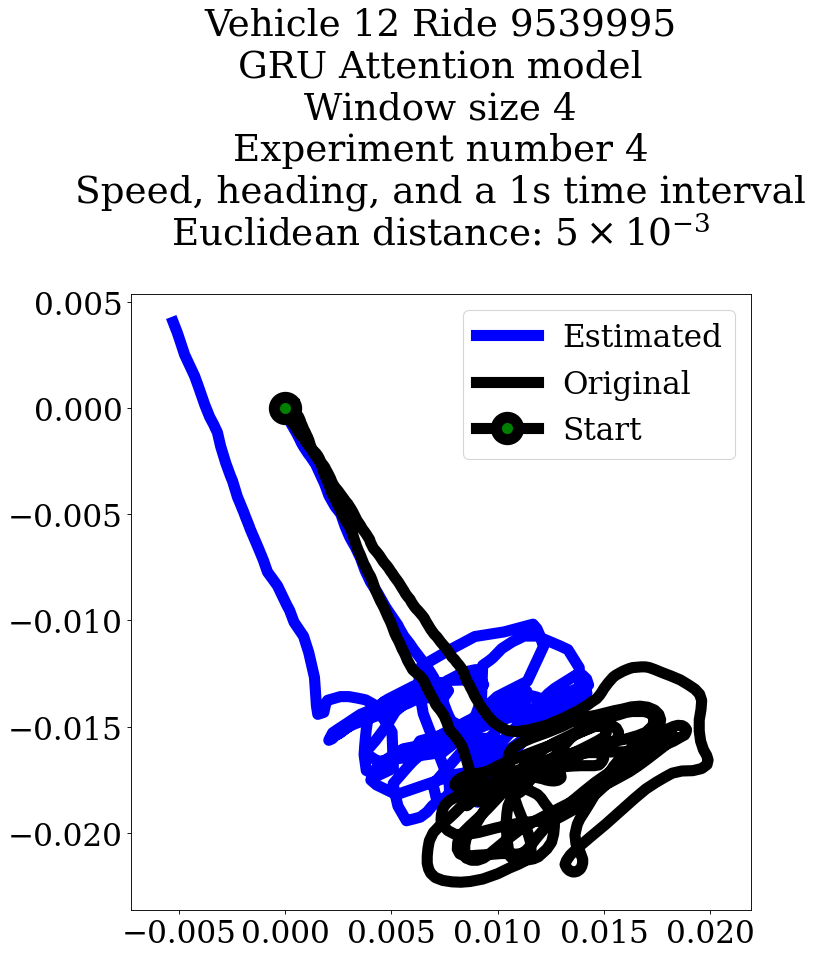 Vehicle 12 Ride 9539995
GRU Attention model
Window size 4
Experiment number 4
Speed, heading, and a 1s time interval
Euclidean distance: 5 × 10⁻³
Estimated
Original
Start
0.005
0.000
−0.005
−0.010
−0.015
−0.020
−0.005 0.000 0.005 0.010 0.015 0.020